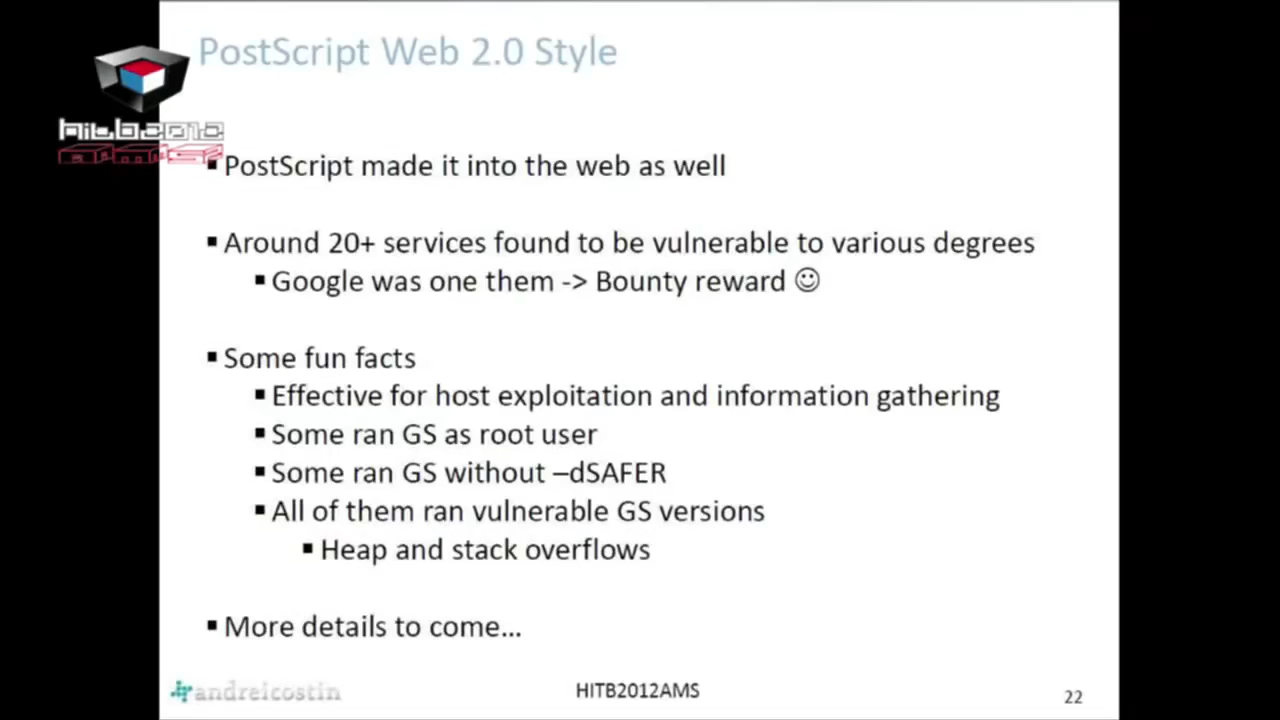 PostScript Web 2.0 Style
hitb2012
AMS
▪ PostScript made it into the web as well
▪ Around 20+ services found to be vulnerable to various degrees
▪ Google was one them -> Bounty reward ☺
▪ Some fun facts
▪ Effective for host exploitation and information gathering
▪ Some ran GS as root user
▪ Some ran GS without –dSAFER
▪ All of them ran vulnerable GS versions
▪ Heap and stack overflows
▪ More details to come…
andreicostin
HITB2012AMS
22